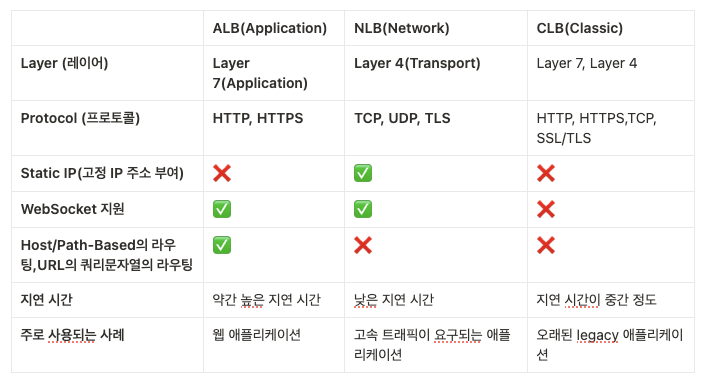 ALB(Application) NLB(Network) CLB(Classic)
Layer (레이어) Layer 7(Application) Layer 4(Transport) Layer 7, Layer 4
Protocol (프로토콜) HTTP, HTTPS TCP, UDP, TLS HTTP, HTTPS,TCP, SSL/TLS
Static IP(고정 IP 주소 부여) ❌ ✅ ❌
WebSocket 지원 ✅ ✅ ❌
Host/Path-Based의 라우팅,URL의 쿼리문자열의 라우팅 ✅ ❌ ❌
지연 시간 약간 높은 지연 시간 낮은 지연 시간 지연 시간이 중간 정도
주로 사용되는 사례 웹 애플리케이션 고속 트래픽이 요구되는 애플리케이션 오래된 legacy 애플리케이션